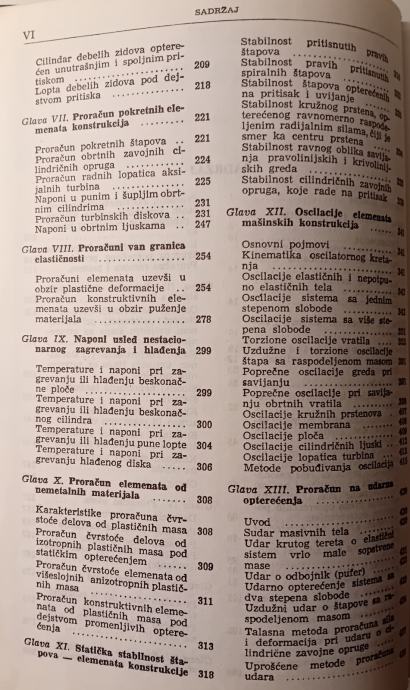 SADRŽAJ
VI
Cilindar debelih zidova optere-
ćen unutrašnjim i spoljnim pri-
tiskom 209
Lopta debelih zidova pod dej-
stvom pritiska 218
Glava VII. Proračun pokretnih ele-
menata konstrukcija 221
Proračun pokretnih štapova 221
Proračun obrtnih zavojnih ci-
lindričnih opruga 224
Proračun radnih lopatica aksi-
jalnih turbina 225
Naponi u punim i šupljim obrt-
nim cilindrima 231
Proračun turbinskih diskova 231
Naponi u obrtnim ljuskama 247
Glava VIII. Proračuni van granica
elastičnosti 254
Proračuni elemenata uzevši u
obzir plastične deformacije 254
Proračun konstruktivnih ele-
menata uzevši u obzir puženje
materijala 278
Glava IX. Naponi usled nestacio-
narnog zagrevanja i hlađenja 299
Temperature i naponi pri za-
grevanju ili hlađenju beskonač-
ne ploče 299
Temperature i naponi pri za-
grevanju ili hlađenju beskonač-
nog cilindra 300
Temperature i naponi pri za-
grevanju ili hlađenju pune lopte 304
Temperature i naponi pri za-
grevanju hlađenog diska 306
Glava X. Proračun elemenata od
nemetalnih materijala 308
Karakteristike proračuna čvr-
stoće delova od plastičnih masa 308
Proračun čvrstoće delova od
izotropnih plastičnih masa pod
statičkim opterećenjem 309
Proračun čvrstoće elemenata od
višeslojnih anizotropnih plastič-
nih masa 311
Proračun konstruktivnih eleme-
nata od plastičnih masa pod
dejstvom promenljivih optere-
ćenja 313
Glava XI. Statička stabilnost šta-
pova — elemenata konstrukcije 318
Stabilnost pritisnutih pravih
štapova
Stabilnost pravih pritisnutih
spiralnih štapova
Stabilnost štapova opterećenih
na pritisak i uvijanje
Stabilnost kružnog prstena, op-
terećenog ravnomerno raspode-
ljenim radijalnim silama, čiji je
smer ka centru prstena
Stabilnost ravnog oblika savija-
nja pravolinijskih i krivolinij-
skih greda
Stabilnost cilindričnih zavojnih
opruga, koje rade na pritisak
Glava XII. Oscilacije elemenata
mašinskih konstrukcija
Osnovni pojmovi
Kinematika oscilatornog kreta-
nja
Oscilacije elastičnih i nepotpu-
no elastičnih tela
Oscilacije sistema sa jednim
stepenom slobode
Oscilacije sistema sa više ste-
pena slobode
Torzione oscilacije vratila
Uzdužne i torzione oscilacije
štapa sa raspodeljenom masom
Poprečne oscilacije greda pri
savijanju
Poprečne oscilacije pri savija-
nju obrtnih vratila
Oscilacije kružnih prstenova
Oscilacije membrana
Oscilacije ploča
Oscilacije cilindričnih ljuski
Oscilacije lopatica turbina
Metode pobuđivanja oscilacija
Glava XIII. Proračun na udarna
opterećenja
Uvod
Sudar masivnih tela
Udar krutog tereta o elastični
sistem vrlo male sopstvene
mase
Udar o odbojnik (pufer)
Udarno opterećenje sistema sa
dva stepena slobode
Uzdužni udar o štapove sa ra-
spodeljenom masom
Talasna metoda proračuna sila
i deformacija pri udaru o ci-
lindrične zavojne opruge
Uprošćene metode proračuna
udara